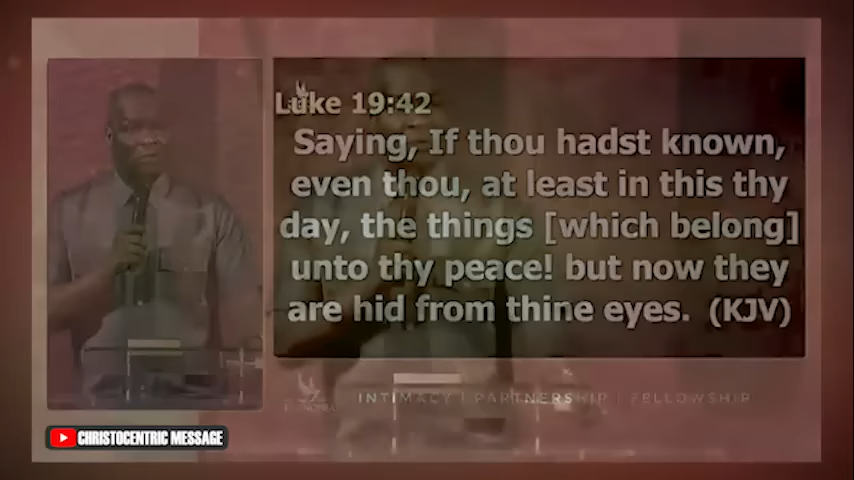 Luke 19:42
Saying, If thou hadst known,
even thou, at least in this thy
day, the things [which belong]
unto thy peace! but now they
are hid from thine eyes. (KJV)
INTIMACY | PARTNERSHIP | FELLOWSHIP
CHRISTOCENTRIC MESSAGE